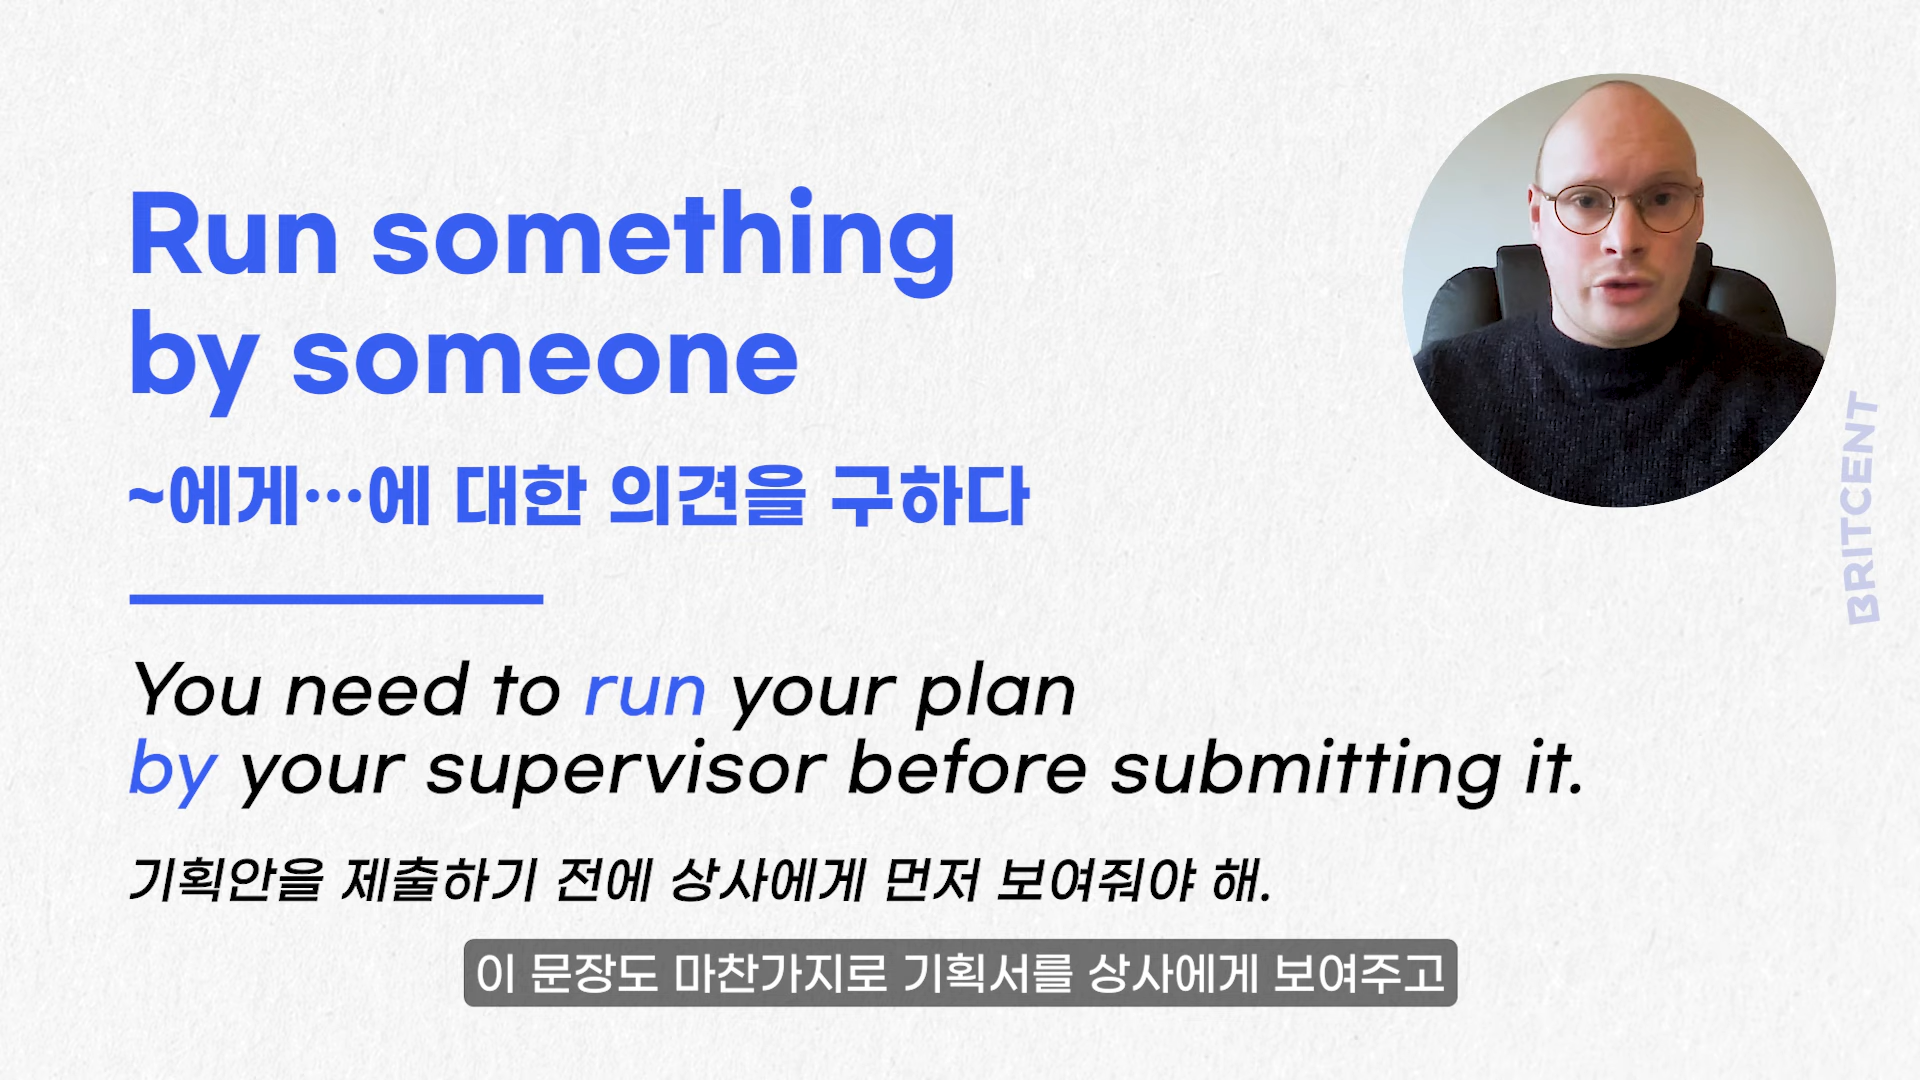 Run something
by someone
~에게…에 대한 의견을 구하다
You need to run your plan
by your supervisor before submitting it.
기획안을 제출하기 전에 상사에게 먼저 보여줘야 해.
이 문장도 마찬가지로 기획서를 상사에게 보여주고
BRITCENT